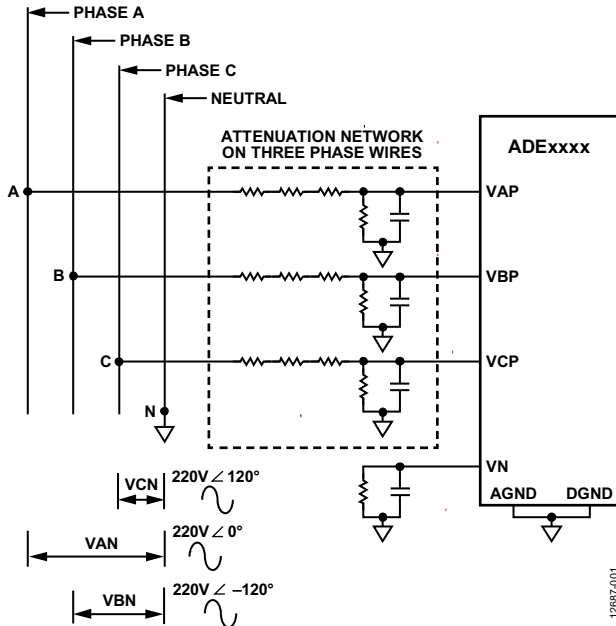 PHASE A
PHASE B
PHASE C
NEUTRAL
ATTENUATION NETWORK
ON THREE PHASE WIRES
ADExxxx
A
VAP
B
VBP
C
VCP
N
VN
AGND
DGND
VCN
220V∠120°
VAN
220V∠0°
VBN
220V∠–120°
12687-001